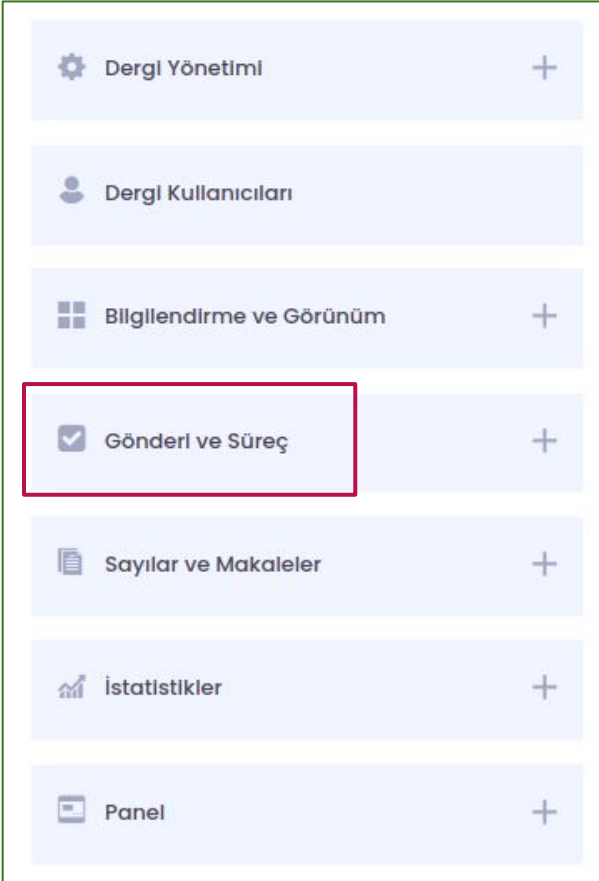 Dergi Yönetimi
Dergi Kullanıcıları
Bilgilendirme ve Görünüm
Gönderi ve Süreç
Sayılar ve Makaleler
İstatistikler
Panel